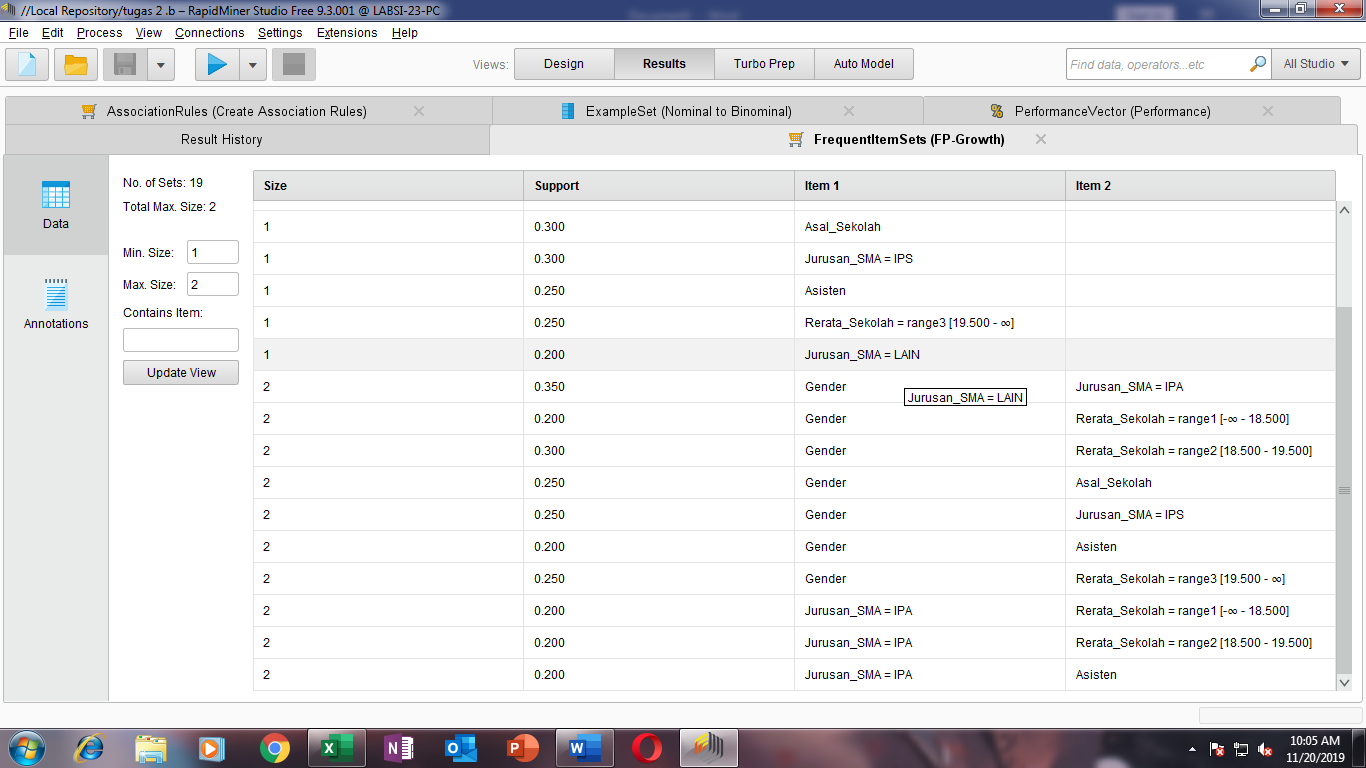 //Local Repository/tugas 2 .b – RapidMiner Studio Free 9.3.001 @ LABSI-23-PC
File Edit Process View Connections Settings Extensions Help
Views: Design Results Turbo Prep Auto Model Find data, operators...etc All Studio
AssociationRules (Create Association Rules) ExampleSet (Nominal to Binominal) PerformanceVector (Performance)
Result History FrequentItemSets (FP-Growth)
Data
Annotations
No. of Sets: 19
Total Max. Size: 2
Min. Size: 1
Max. Size: 2
Contains Item:
Update View
Size Support Item 1 Item 2
1 0.300 Asal_Sekolah
1 0.300 Jurusan_SMA = IPS
1 0.250 Asisten
1 0.250 Rerata_Sekolah = range3 [19.500 - ∞]
1 0.200 Jurusan_SMA = LAIN
2 0.350 Gender Jurusan_SMA = IPA
Jurusan_SMA = LAIN
2 0.200 Gender Rerata_Sekolah = range1 [-∞ - 18.500]
2 0.300 Gender Rerata_Sekolah = range2 [18.500 - 19.500]
2 0.250 Gender Asal_Sekolah
2 0.250 Gender Jurusan_SMA = IPS
2 0.200 Gender Asisten
2 0.250 Gender Rerata_Sekolah = range3 [19.500 - ∞]
2 0.200 Jurusan_SMA = IPA Rerata_Sekolah = range1 [-∞ - 18.500]
2 0.200 Jurusan_SMA = IPA Rerata_Sekolah = range2 [18.500 - 19.500]
2 0.200 Jurusan_SMA = IPA Asisten
10:05 AM
11/20/2019